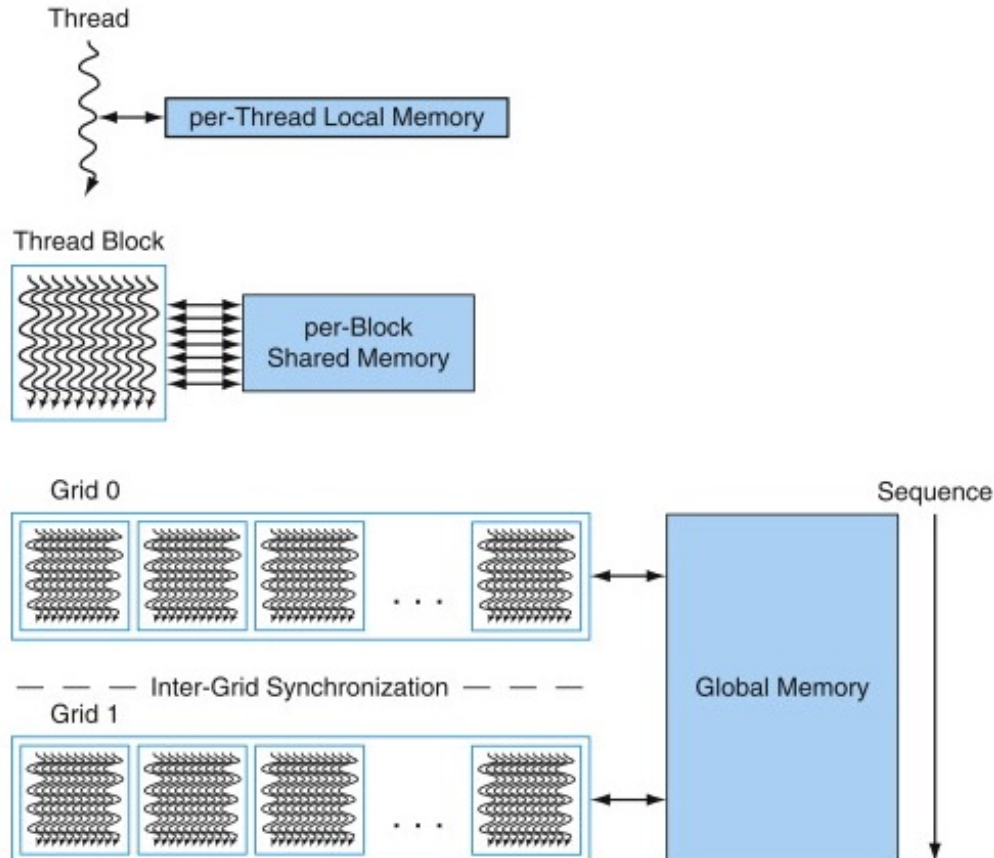 Thread
per-Thread Local Memory
Thread Block
per-Block
Shared Memory
Grid 0
Sequence
. . .
Inter-Grid Synchronization
Global Memory
Grid 1
. . .